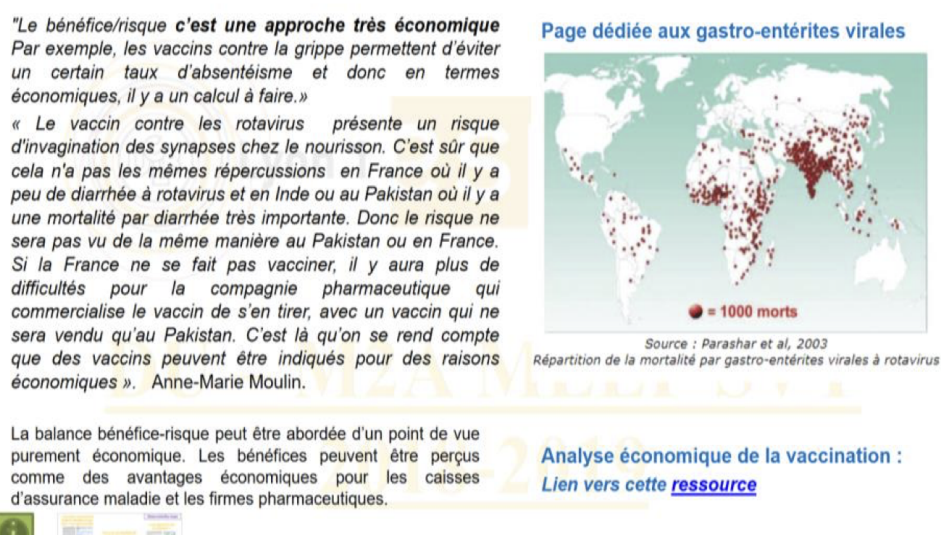 "Le bénéfice/risque c'est une approche très économique
Par exemple, les vaccins contre la grippe permettent d'éviter
un certain taux d'absentéisme et donc en termes
économiques, il y a un calcul à faire.»
« Le vaccin contre les rotavirus présente un risque
d'invagination des synapses chez le nourisson. C'est sûr que
cela n'a pas les mêmes répercussions en France où il y a
peu de diarrhée à rotavirus et en Inde ou au Pakistan où il y a
une mortalité par diarrhée très importante. Donc le risque ne
sera pas vu de la même manière au Pakistan ou en France.
Si la France ne se fait pas vacciner, il y aura plus de
difficultés pour la compagnie pharmaceutique qui
commercialise le vaccin de s'en tirer, avec un vaccin qui ne
sera vendu qu'au Pakistan. C'est là qu'on se rend compte
que des vaccins peuvent être indiqués pour des raisons
économiques ». Anne-Marie Moulin.
La balance bénéfice-risque peut être abordée d'un point de vue
purement économique. Les bénéfices peuvent être perçus
comme des avantages économiques pour les caisses
d'assurance maladie et les firmes pharmaceutiques.
Page dédiée aux gastro-entérites virales
= 1000 morts
Source : Parashar et al, 2003
Répartition de la mortalité par gastro-entérites virales à rotavirus
Analyse économique de la vaccination :
Lien vers cette ressource
2018-2019